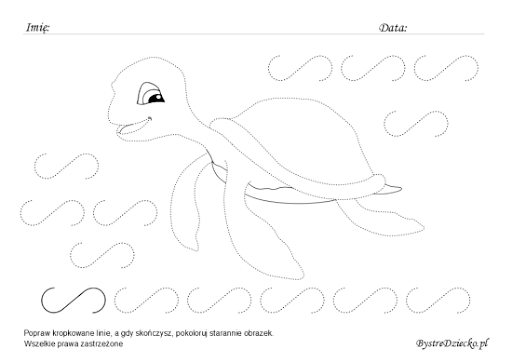 Imię:
Data:
Popraw kropkowane linie, a gdy skończysz, pokoloruj starannie obrazek.
Wszelkie prawa zastrzeżone
BystreDziecko.pl